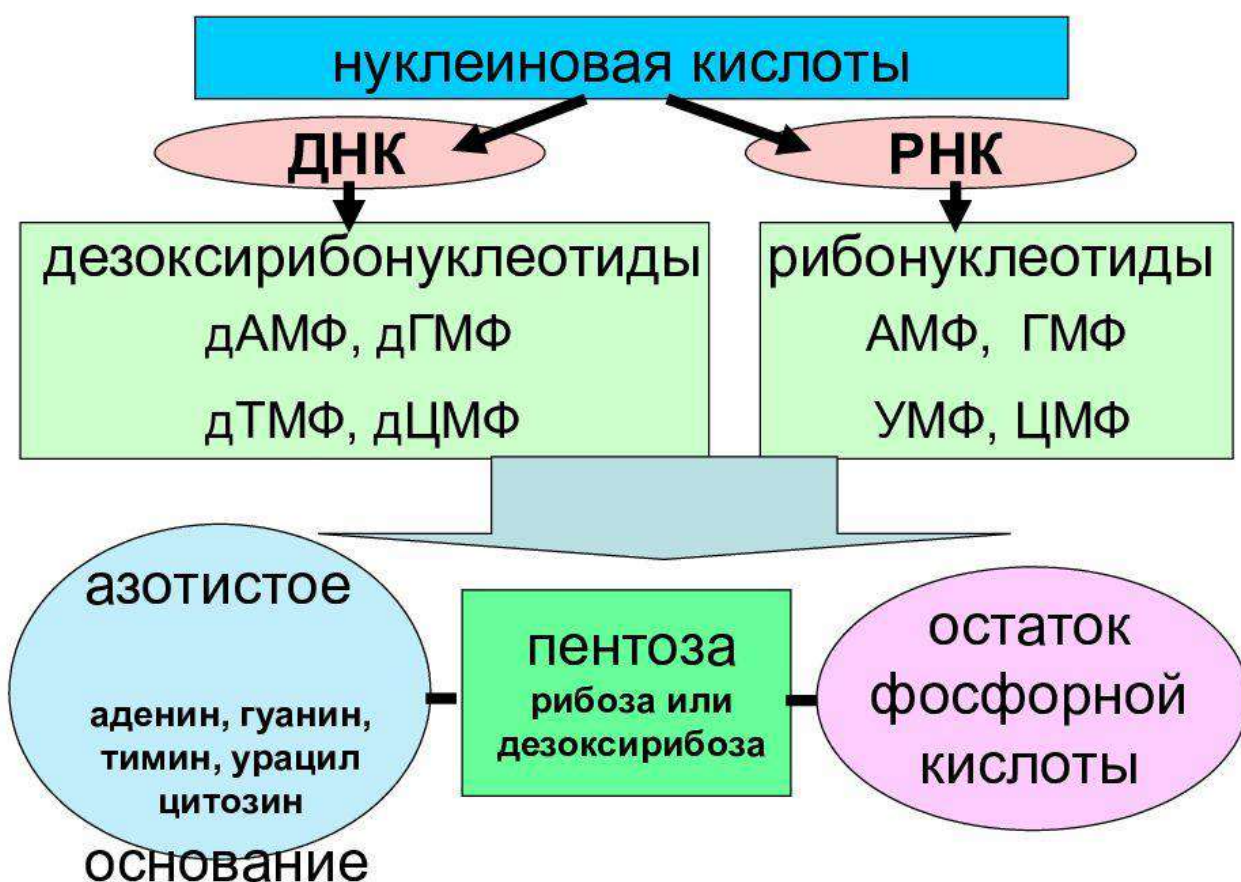 нуклеиновая кислоты
ДНК
РНК
дезоксирибонуклеотиды
дАМФ, дГМФ
дТМФ, дЦМФ
рибонуклеотиды
АМФ, ГМФ
УМФ, ЦМФ
азотистое
аденин, гуанин,
тимин, урацил
цитозин
основание
пентоза
рибоза или
дезоксирибоза
остаток
фосфорной
кислоты